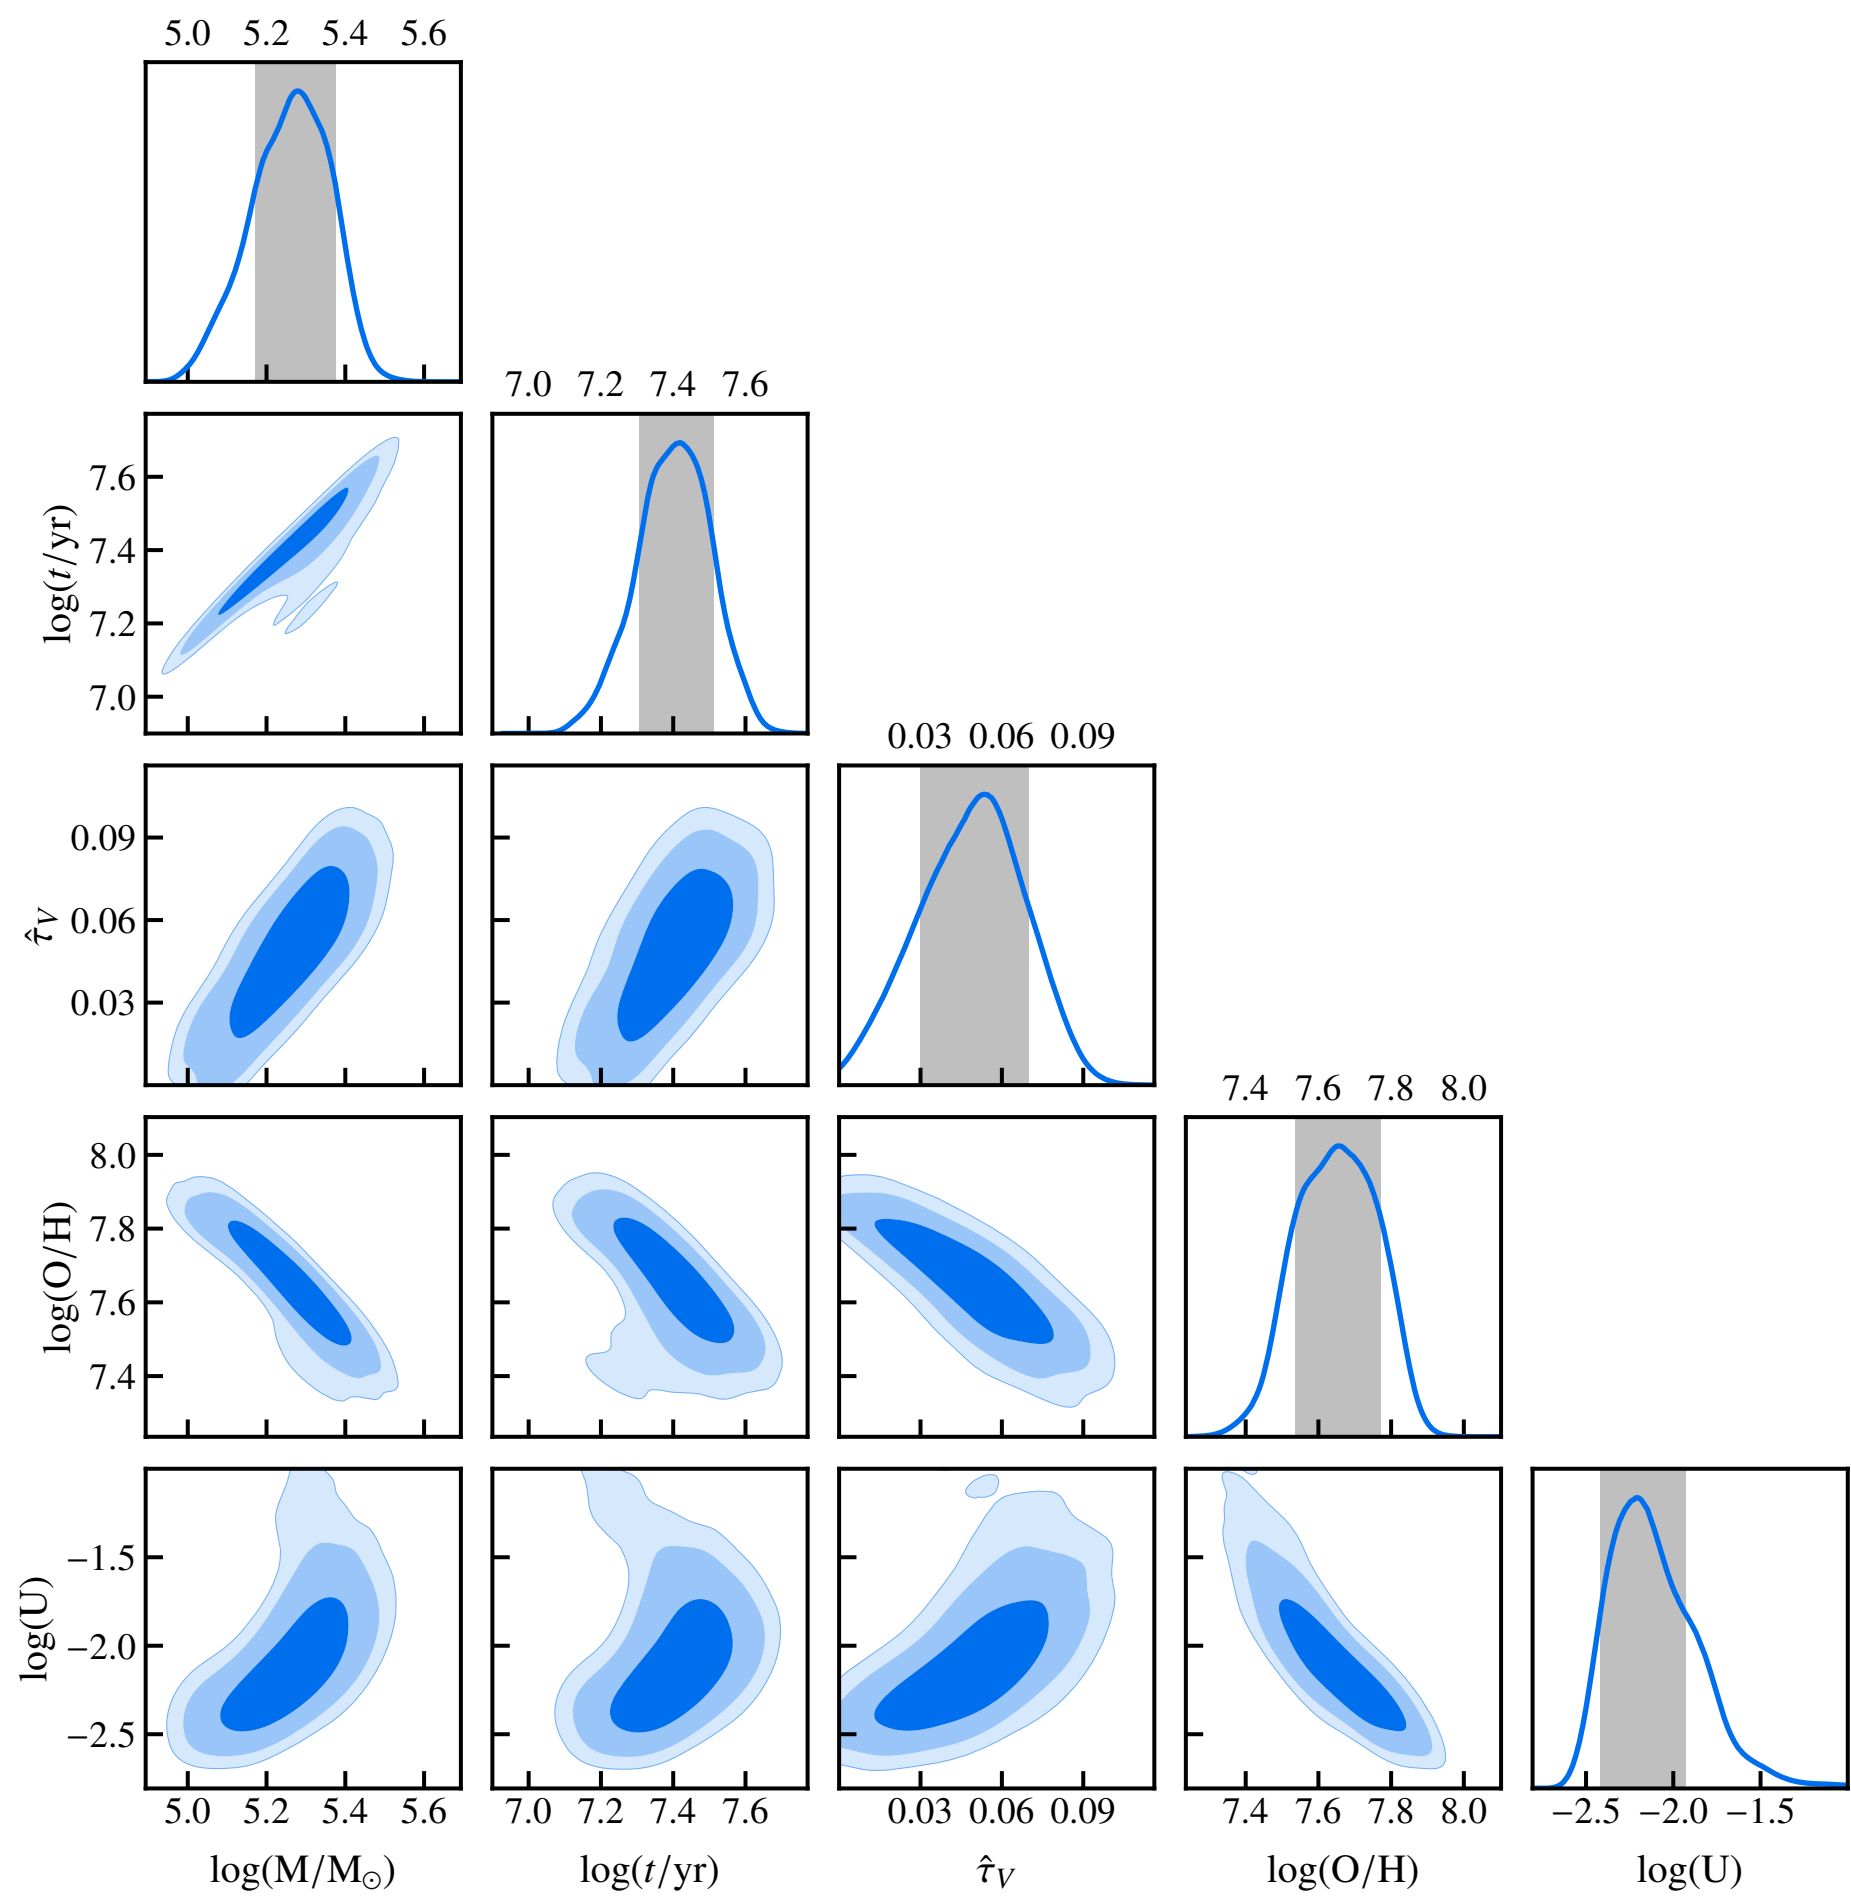 5.0 5.2 5.4 5.6
7.0 7.2 7.4 7.6
log(t/yr)
7.6
7.4
7.2
7.0
0.03 0.06 0.09
τ̂V
0.09
0.06
0.03
7.4 7.6 7.8 8.0
log(O/H)
8.0
7.8
7.6
7.4
log(U)
−1.5
−2.0
−2.5
5.0 5.2 5.4 5.6 7.0 7.2 7.4 7.6 0.03 0.06 0.09 7.4 7.6 7.8 8.0 −2.5 −2.0 −1.5
log(M/M⊙) log(t/yr) τ̂V log(O/H) log(U)